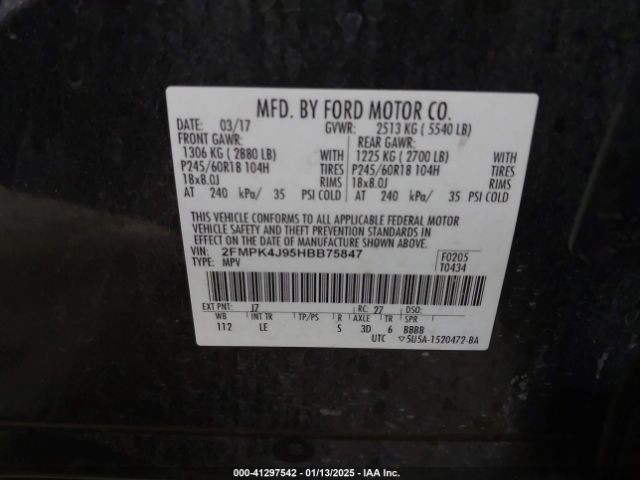 MFD. BY FORD MOTOR CO.
DATE: 03/17 GVWR: 2513 KG ( 5540 LB)
FRONT GAWR: REAR GAWR:
1306 KG ( 2880 LB) WITH 1225 KG ( 2700 LB) WITH
P245/60R18 104H TIRES P245/60R18 104H TIRES
18x8.0J RIMS 18x8.0J RIMS
AT 240 kPa/ 35 PSI COLD AT 240 kPa/ 35 PSI COLD
THIS VEHICLE CONFORMS TO ALL APPLICABLE FEDERAL MOTOR
VEHICLE SAFETY AND THEFT PREVENTION STANDARDS IN
EFFECT ON THE DATE OF MANUFACTURE SHOWN ABOVE.
VIN: 2FMPK4J95HBB75847 F0205
TYPE: MPV T0434
EXT PNT: J7 RC: 27 DSO:
WB INT TR TP/PS R AXLE TR SPR
112 LE S 3D 6 BBBB
UTC ▽5U5A-1520472-BA
000-41297542 - 01/13/2025 - IAA Inc.